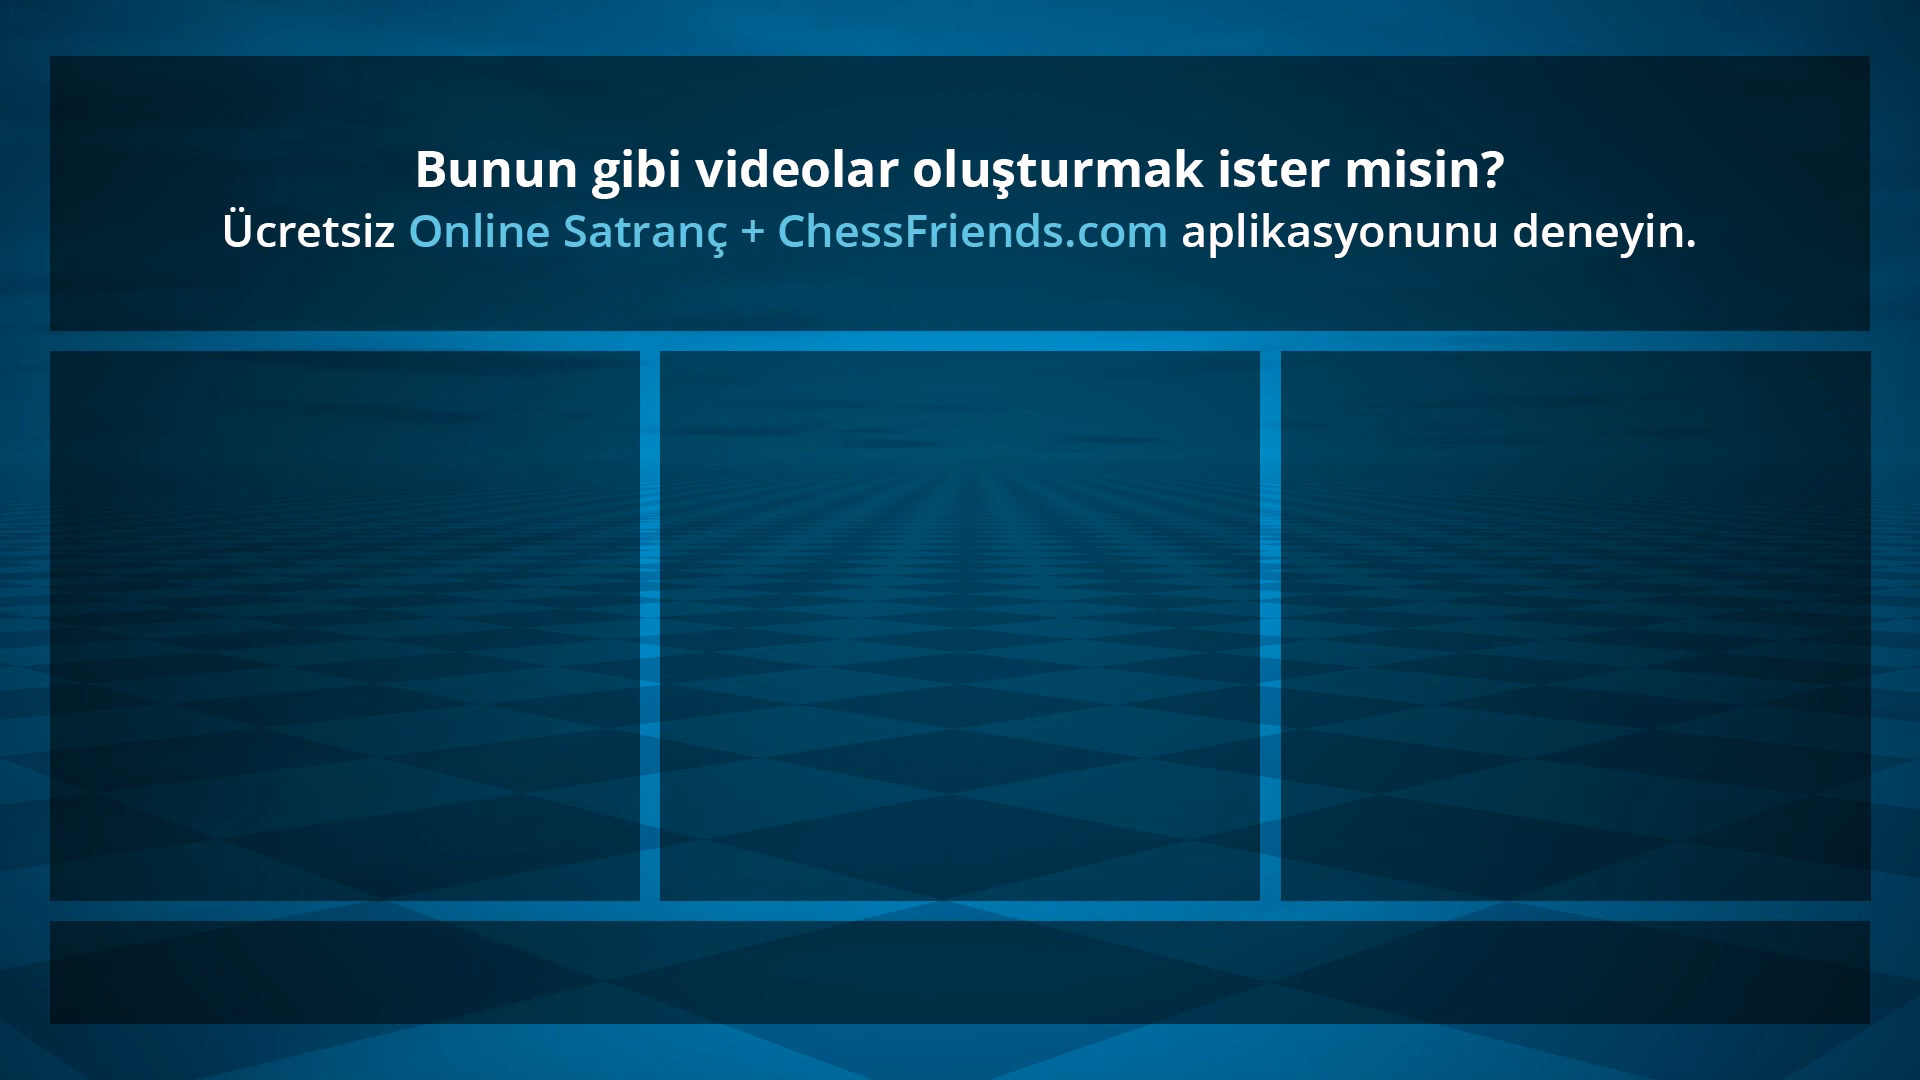 Bunun gibi videolar oluşturmak ister misin?
Ücretsiz Online Satranç + ChessFriends.com aplikasyonunu deneyin.